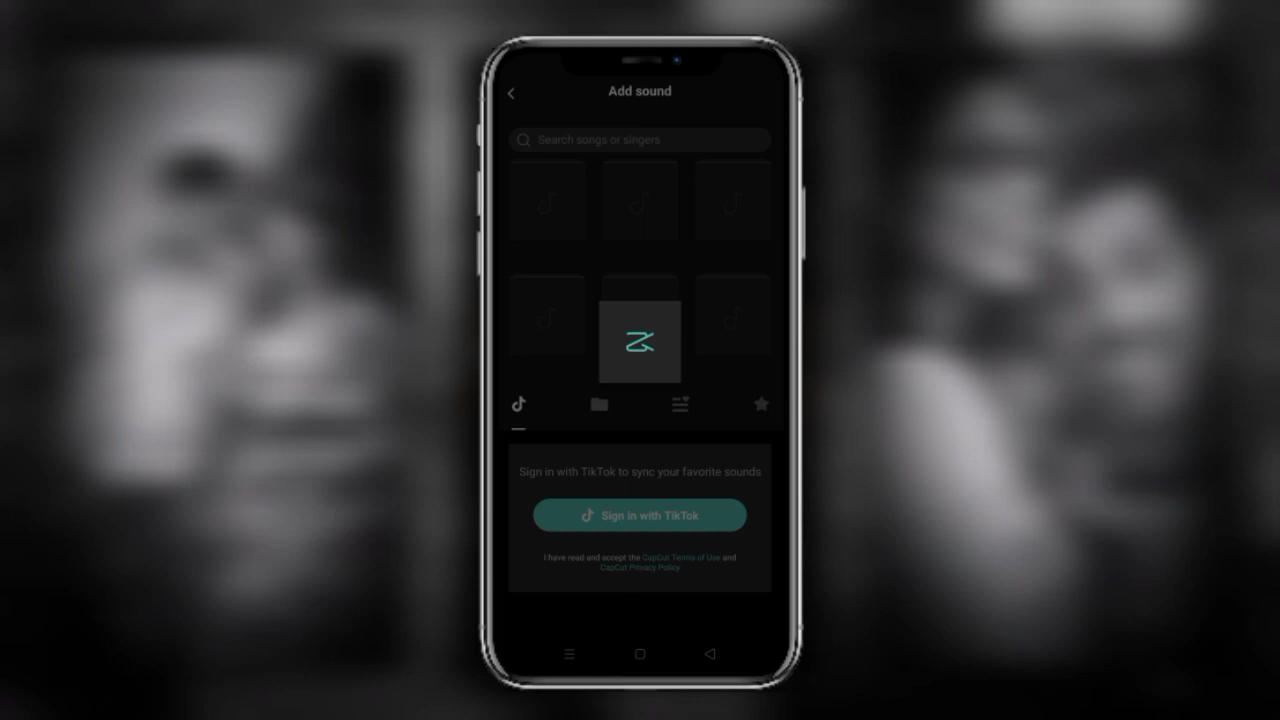 Add sound
Search songs or singers
Sign in with TikTok to sync your favorite sounds
Sign in with TikTok
I have read and accept the CapCut Terms of Use and
CapCut Privacy Policy